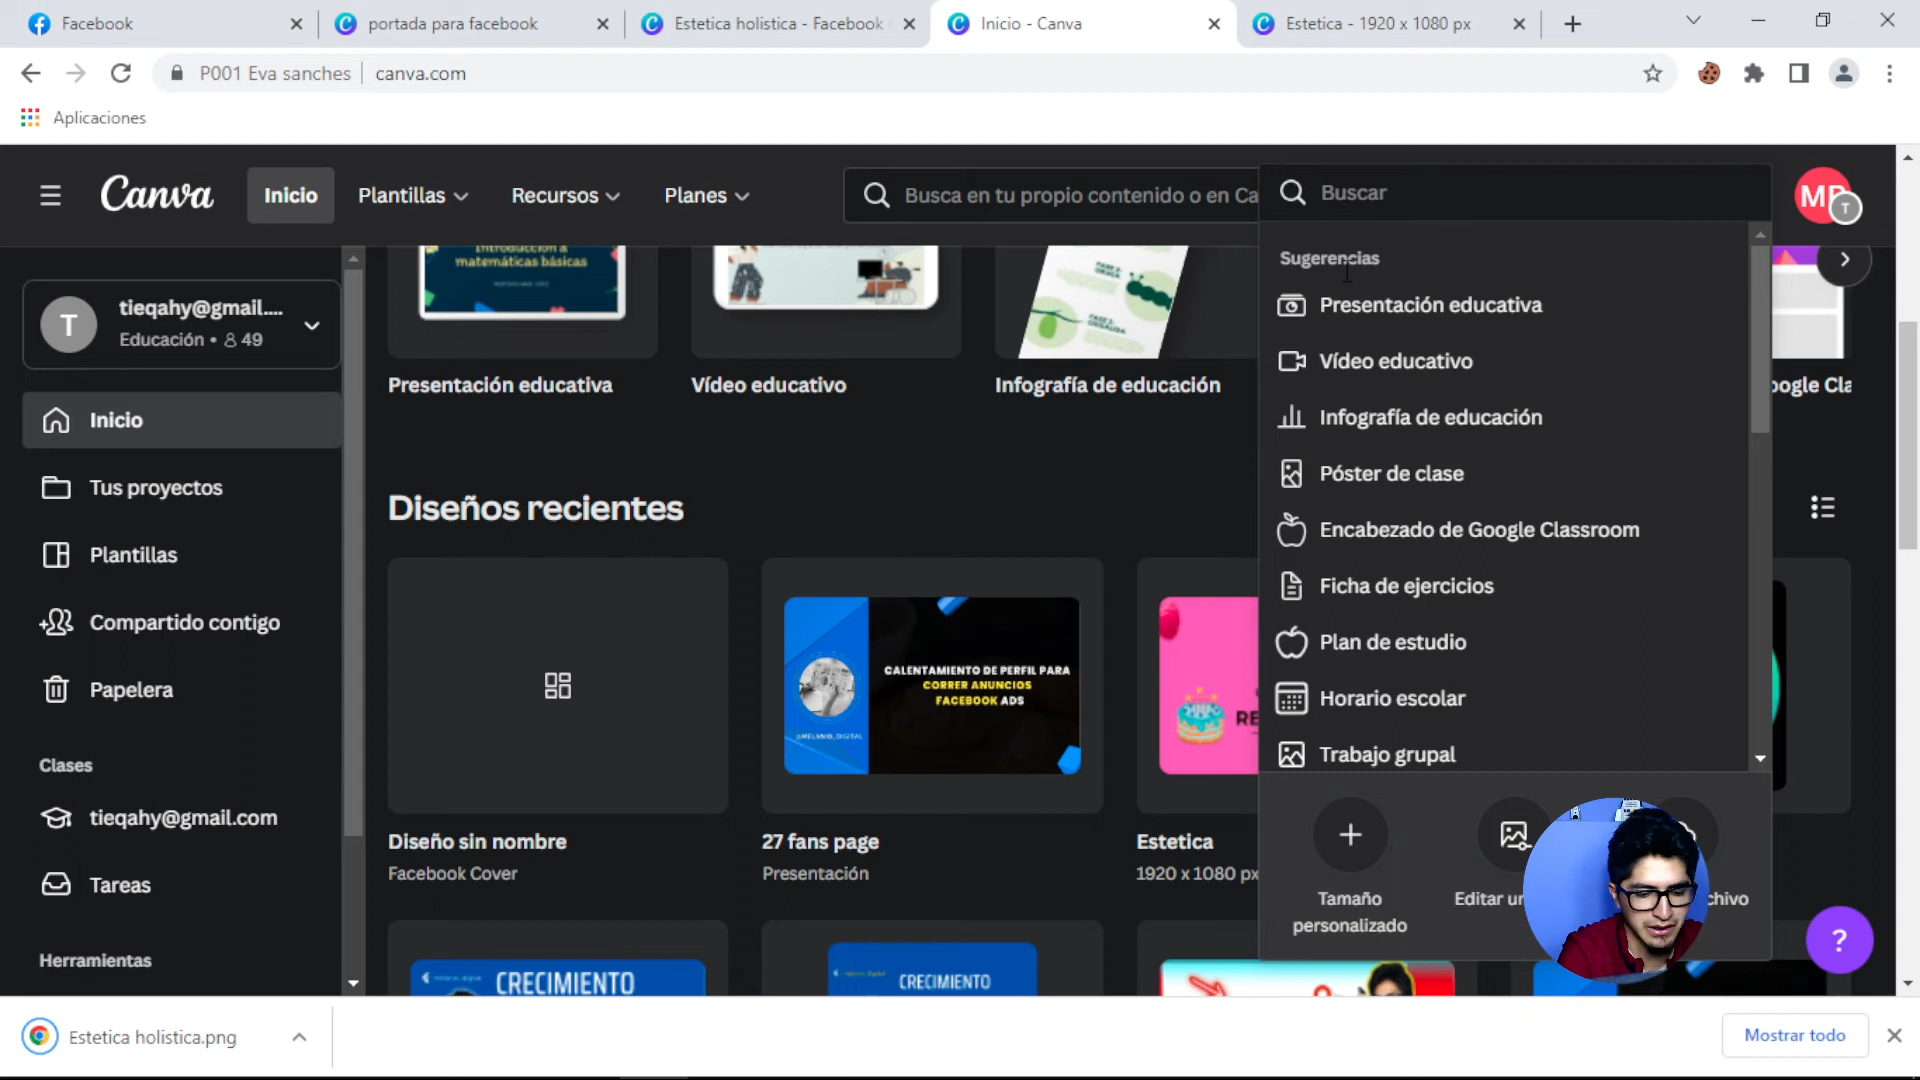 Facebook
portada para facebook
Estetica holistica - Facebook
Inicio - Canva
Estetica - 1920 x 1080 px
P001 Eva sanches
canva.com
Aplicaciones
Canva
Inicio
Plantillas
Recursos
Planes
Busca en tu propio contenido o en Ca
Buscar
T
T
tieqahy@gmail....
Educación • 49
Inicio
Tus proyectos
Plantillas
Compartido contigo
Papelera
Clases
tieqahy@gmail.com
Tareas
Herramientas
Introducción a
matemáticas básicas
Presentación educativa
Vídeo educativo
Infografía de educación
oogle Cla
Diseños recientes
CALENTAMIENTO DE PERFIL PARA
CORRER ANUNCIOS
FACEBOOK ADS
@MELANIO_DIGITAL
RE
Diseño sin nombre
Facebook Cover
27 fans page
Presentación
Estetica
1920 x 1080 px
CRECIMIENTO
CRECIMIENTO
Sugerencias
Presentación educativa
Vídeo educativo
Infografía de educación
Póster de clase
Encabezado de Google Classroom
Ficha de ejercicios
Plan de estudio
Horario escolar
Trabajo grupal
Tamaño
personalizado
Editar un
chivo
?
Estetica holistica.png
Mostrar todo